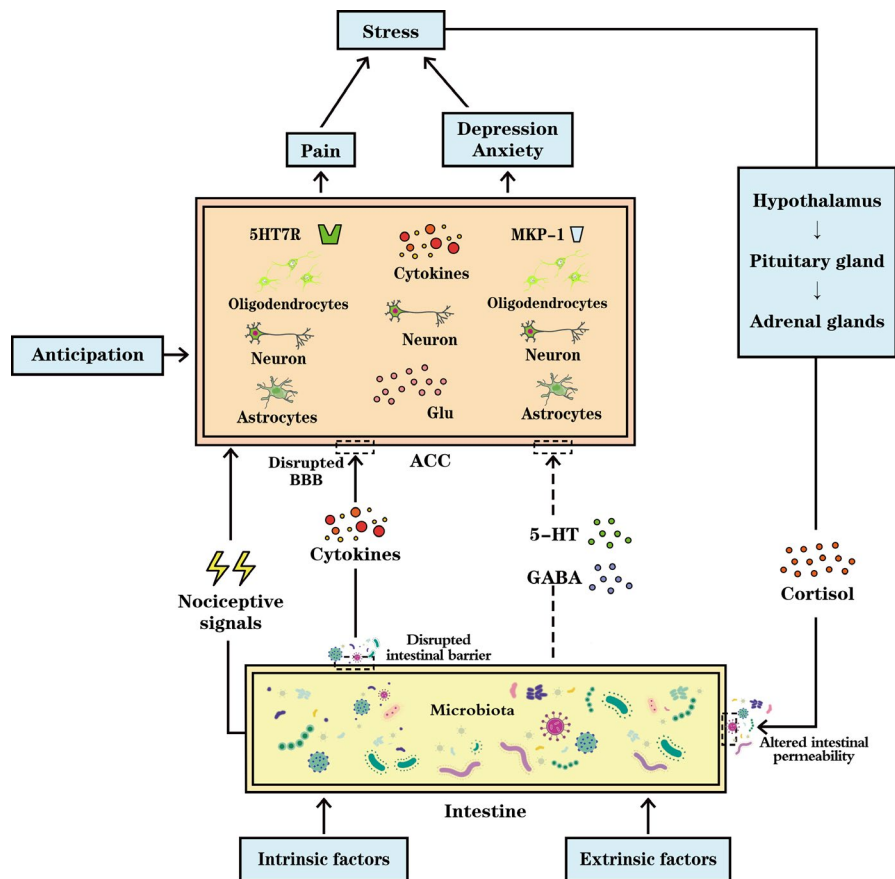 Stress
Pain
Depression
Anxiety
Hypothalamus
↓
Pituitary gland
↓
Adrenal glands
5HT7R
Cytokines
MKP-1
Oligodendrocytes
Oligodendrocytes
Neuron
Neuron
Neuron
Anticipation
Astrocytes
Glu
Astrocytes
Disrupted
BBB
ACC
Cytokines
5-HT
GABA
Nociceptive
signals
Cortisol
Disrupted
intestinal barrier
Microbiota
Altered intestinal
permeability
Intestine
Intrinsic factors
Extrinsic factors